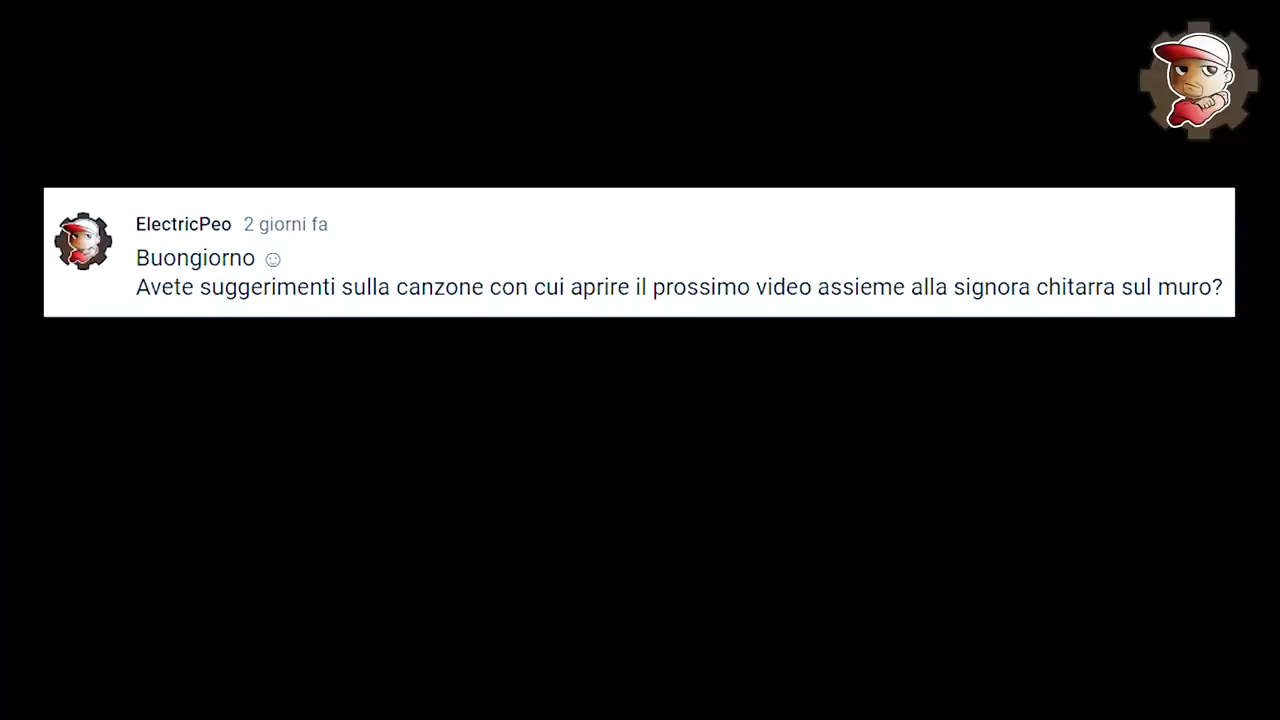 ElectricPeo 2 giorni fa
Buongiorno ☺
Avete suggerimenti sulla canzone con cui aprire il prossimo video assieme alla signora chitarra sul muro?